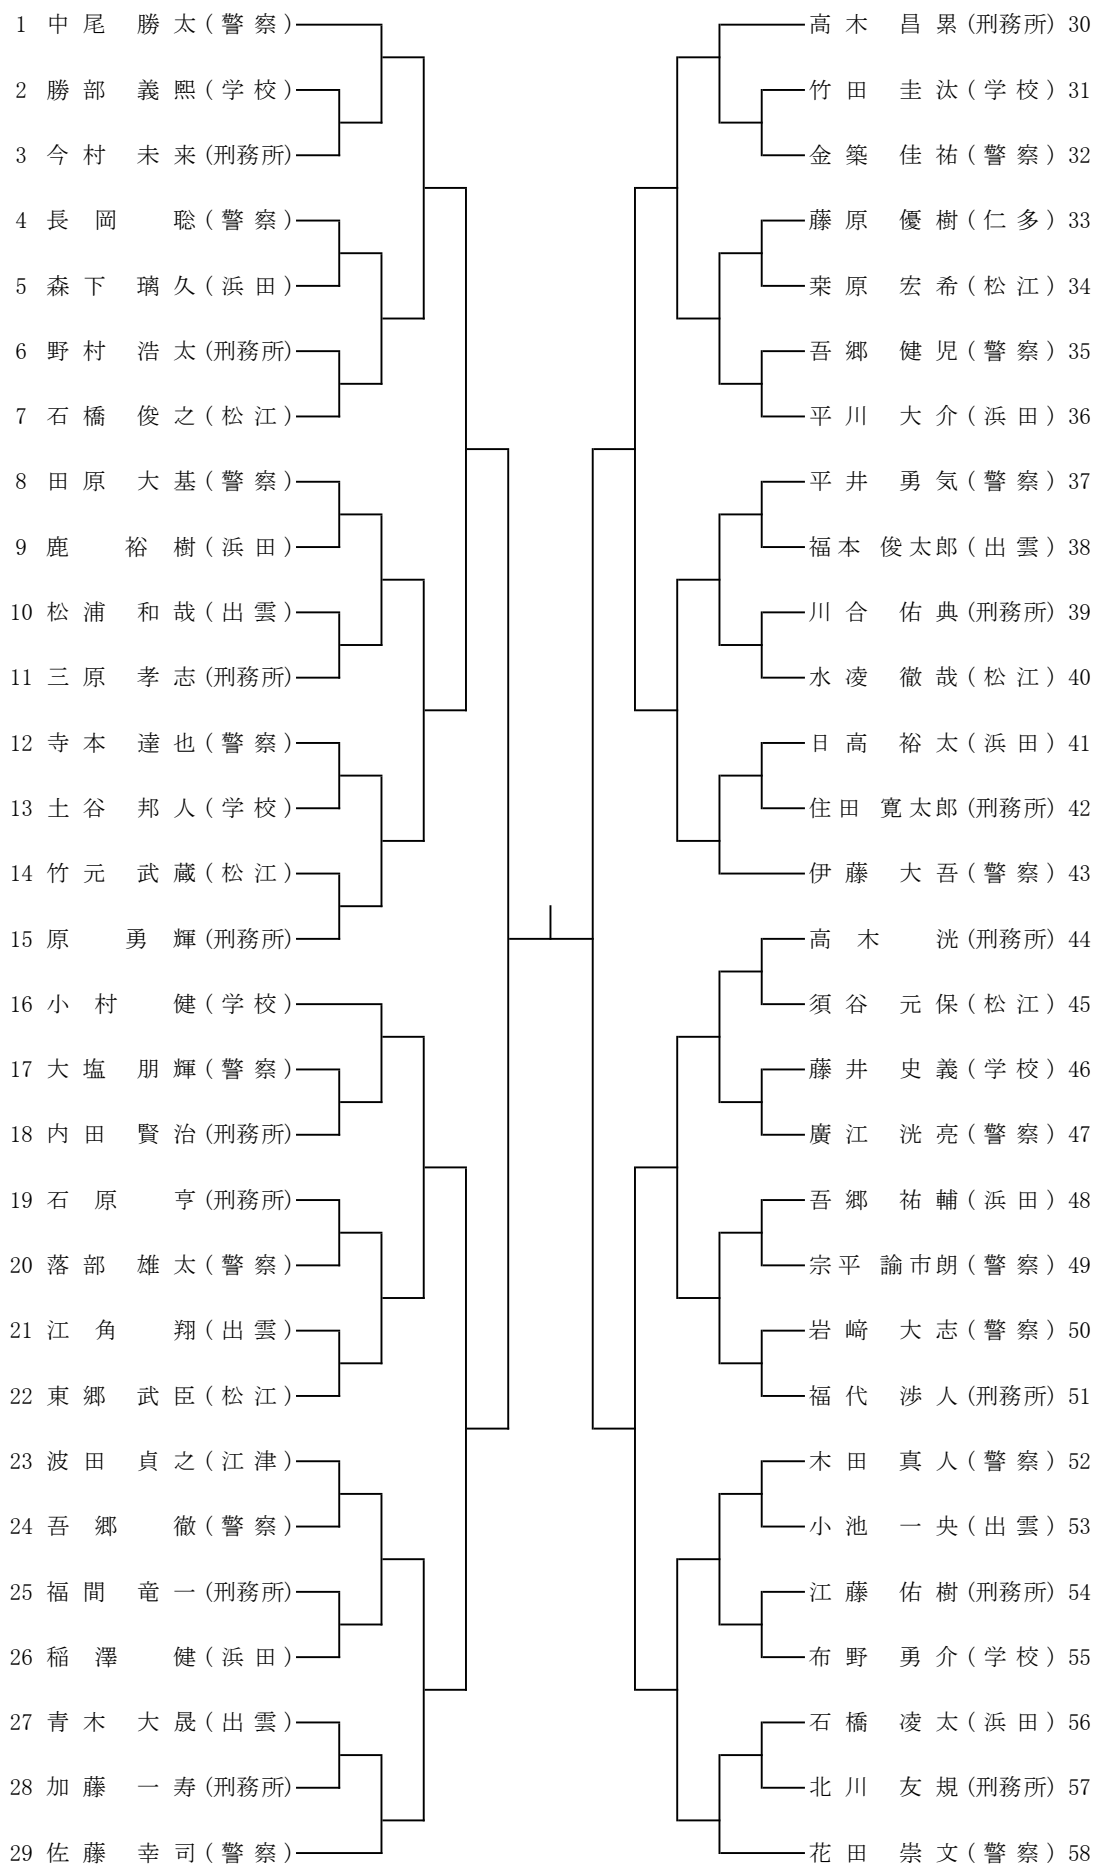 1 中尾 勝太(警察)
2 勝部 義熙(学校)
3 今村 未来(刑務所)
4 長岡 聡(警察)
5 森下 璃久(浜田)
6 野村 浩太(刑務所)
7 石橋 俊之(松江)
8 田原 大基(警察)
9 鹿 裕樹(浜田)
10 松浦 和哉(出雲)
11 三原 孝志(刑務所)
12 寺本 達也(警察)
13 土谷 邦人(学校)
14 竹元 武蔵(松江)
15 原 勇輝(刑務所)
16 小村 健(学校)
17 大塩 朋輝(警察)
18 内田 賢治(刑務所)
19 石原 亨(刑務所)
20 落部 雄太(警察)
21 江角 翔(出雲)
22 東郷 武臣(松江)
23 波田 貞之(江津)
24 吾郷 徹(警察)
25 福間 竜一(刑務所)
26 稲澤 健(浜田)
27 青木 大晟(出雲)
28 加藤 一寿(刑務所)
29 佐藤 幸司(警察)
高木 昌累(刑務所) 30
竹田 圭汰(学校) 31
金築 佳祐(警察) 32
藤原 優樹(仁多) 33
桒原 宏希(松江) 34
吾郷 健児(警察) 35
平川 大介(浜田) 36
平井 勇気(警察) 37
福本 俊太郎(出雲) 38
川合 佑典(刑務所) 39
水凌 徹哉(松江) 40
日高 裕太(浜田) 41
住田 寛太郎(刑務所) 42
伊藤 大吾(警察) 43
高木 洸(刑務所) 44
須谷 元保(松江) 45
藤井 史義(学校) 46
廣江 洸亮(警察) 47
吾郷 祐輔(浜田) 48
宗平 諭市朗(警察) 49
岩﨑 大志(警察) 50
福代 渉人(刑務所) 51
木田 真人(警察) 52
小池 一央(出雲) 53
江藤 佑樹(刑務所) 54
布野 勇介(学校) 55
石橋 凌太(浜田) 56
北川 友規(刑務所) 57
花田 崇文(警察) 58